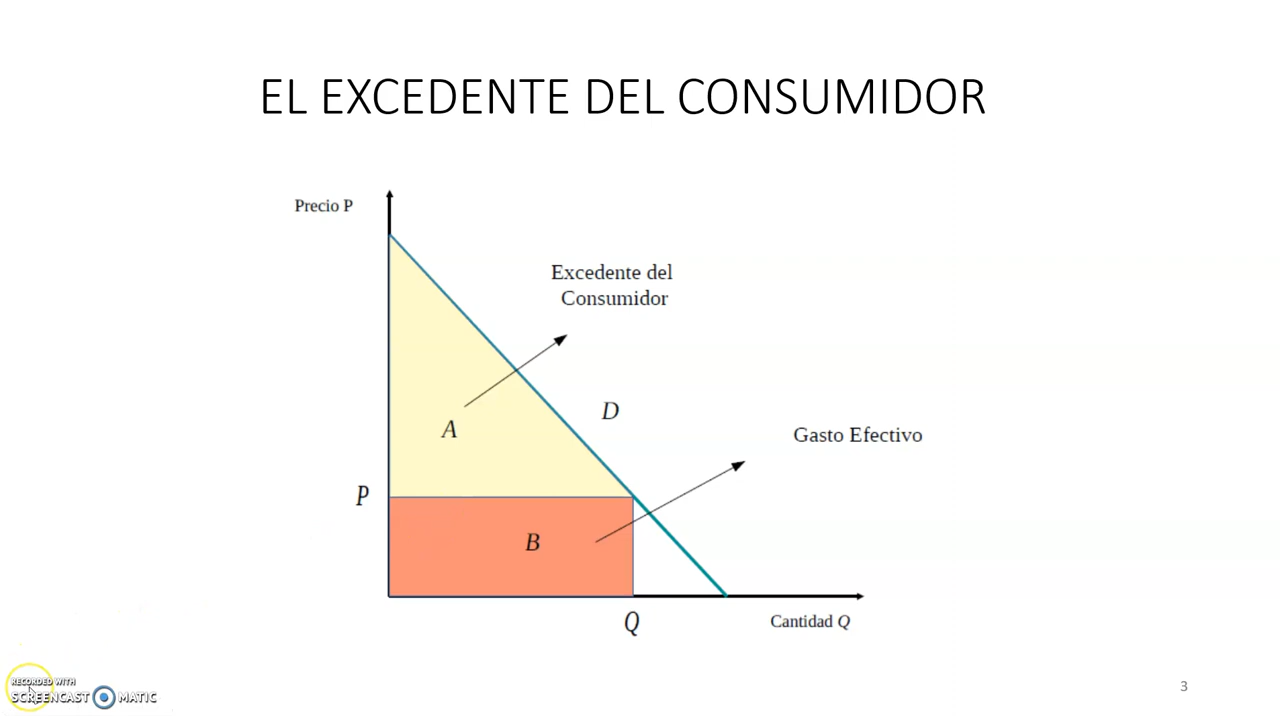 EL EXCEDENTE DEL CONSUMIDOR
Precio P
Excedente del
Consumidor
D
A
Gasto Efectivo
P
B
Q
Cantidad Q
RECORDED WITH
SCREENCAST MATIC
3